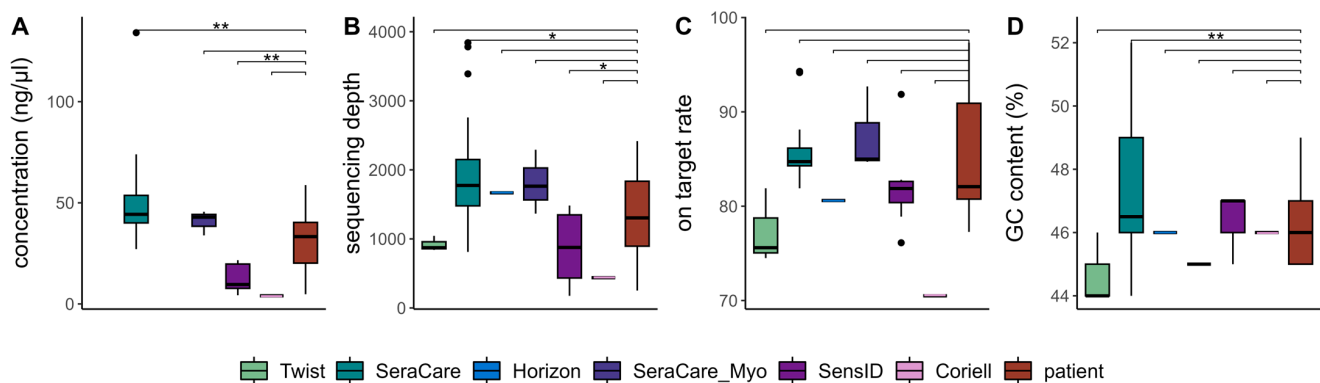 A
concentration (ng/µl)
100
50
0
**
**
B
sequencing depth
4000
3000
2000
1000
0
*
*
C
on target rate
100
90
80
70
D
GC content (%)
52
50
48
46
44
**
Twist SeraCare Horizon SeraCare_Myo SensID Coriell patient